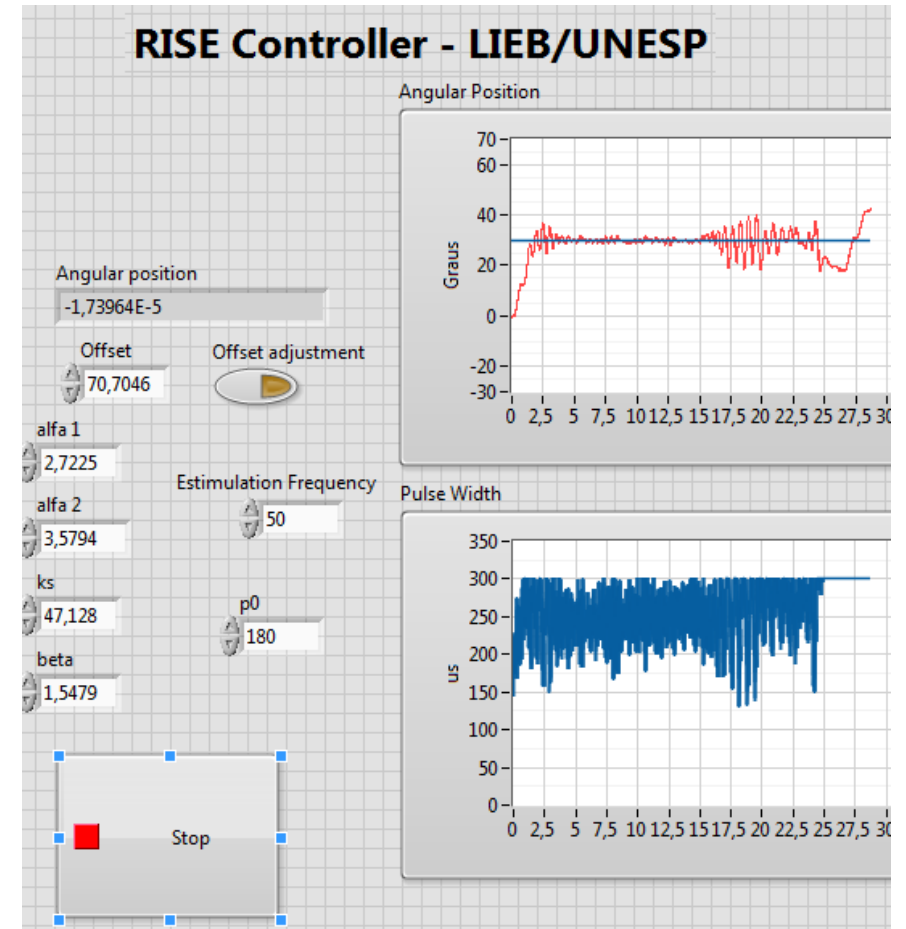 RISE Controller - LIEB/UNESP
Angular Position
70
60
40
20
0
-20
-30
Graus
0 2,5 5 7,5 10 12,5 15 17,5 20 22,5 25 27,5 30
Angular position
-1,73964E-5
Offset
70,7046
Offset adjustment
alfa 1
2,7225
alfa 2
3,5794
ks
47,128
beta
1,5479
Estimulation Frequency
50
p0
180
Pulse Width
350
300
250
200
150
100
50
0
us
0 2,5 5 7,5 10 12,5 15 17,5 20 22,5 25 27,5 30
Stop